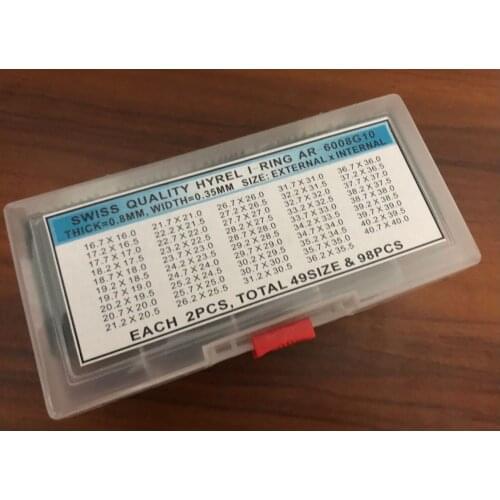 SWISS QUALITY HYREL I RING AR 6008G10
THICK=0.8MM, WIDTH=0.35MM SIZE: EXTERNAL x INTERNAL
16.7 X 16.0 21.7 X 21.0 26.7 X 26.0 31.7 X 31.0 36.7 X 36.0
17.2 X 16.5 22.2 X 21.5 27.2 X 26.5 32.2 X 31.5 37.2 X 36.5
17.7 X 17.0 22.7 X 22.0 27.7 X 27.0 32.7 X 32.0 37.7 X 37.0
18.2 X 17.5 23.2 X 22.5 28.2 X 27.5 33.2 X 32.5 38.2 X 37.5
18.7 X 18.0 23.7 X 23.0 28.7 X 28.0 33.7 X 33.0 38.7 X 38.0
19.2 X 18.5 24.2 X 23.5 29.2 X 28.5 34.2 X 33.5 39.2 X 38.5
19.7 X 19.0 24.7 X 24.0 29.7 X 29.0 34.7 X 34.0 39.7 X 39.0
20.2 X 19.5 25.2 X 24.5 30.2 X 29.5 35.2 X 34.5 40.2 X 39.5
20.7 X 20.0 25.7 X 25.0 30.7 X 30.0 35.7 X 35.0 40.7 X 40.0
21.2 X 20.5 26.2 X 25.5 31.2 X 30.5 36.2 X 35.5
EACH 2PCS, TOTAL 49SIZE & 98PCS